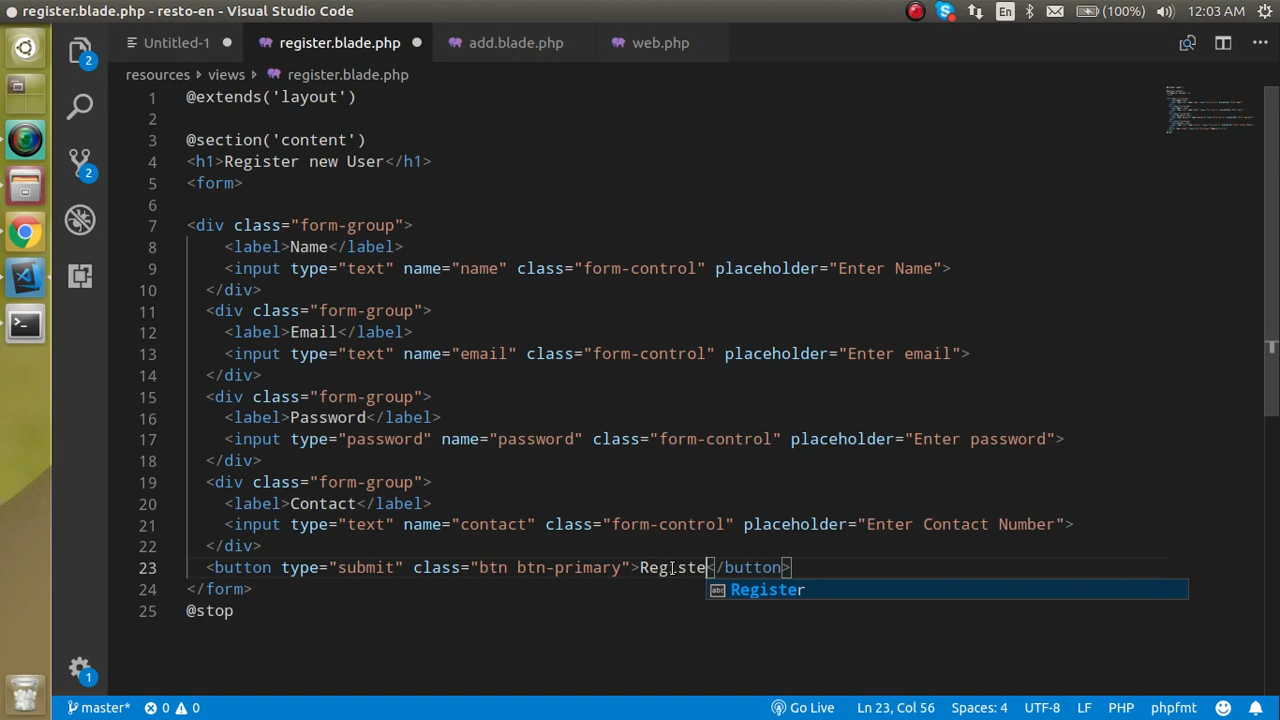 register.blade.php - resto-en - Visual Studio Code
En
(100%)
12:03 AM
Untitled-1
register.blade.php
add.blade.php
web.php
resources > views > register.blade.php
2
2
1
1 @extends('layout')
2
3 @section('content')
4 <h1>Register new User</h1>
5 <form>
6
7 <div class="form-group">
8 <label>Name</label>
9 <input type="text" name="name" class="form-control" placeholder="Enter Name">
10 </div>
11 <div class="form-group">
12 <label>Email</label>
13 <input type="text" name="email" class="form-control" placeholder="Enter email">
14 </div>
15 <div class="form-group">
16 <label>Password</label>
17 <input type="password" name="password" class="form-control" placeholder="Enter password">
18 </div>
19 <div class="form-group">
20 <label>Contact</label>
21 <input type="text" name="contact" class="form-control" placeholder="Enter Contact Number">
22 </div>
23 <button type="submit" class="btn btn-primary">Registe</button>
abc Register
24 </form>
25 @stop
master* 0 0
Go Live
Ln 23, Col 56
Spaces: 4
UTF-8
LF
PHP
phpfmt